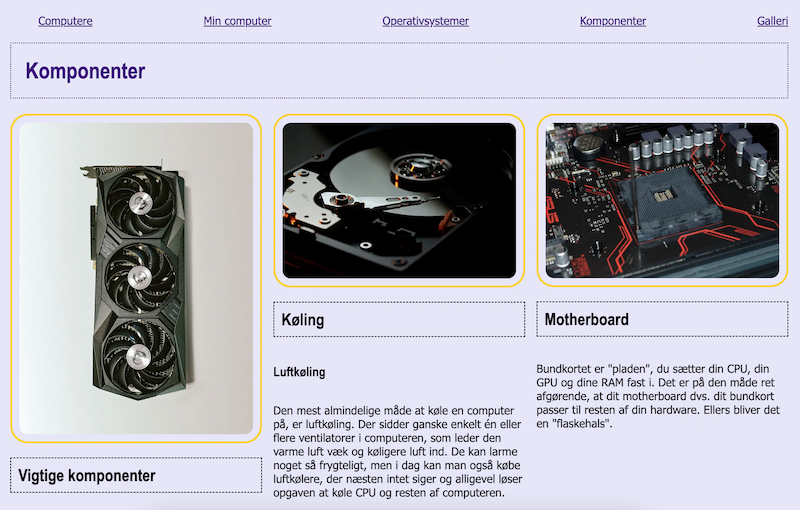 Computere
Min computer
Operativsystemer
Komponenter
Galleri
Komponenter
Vigtige komponenter
Køling
Luftkøling
Den mest almindelige måde at køle en computer
på, er luftkøling. Der sidder ganske enkelt én eller
flere ventilatorer i computeren, som leder den
varme luft væk og køligere luft ind. De kan larme
noget så frygteligt, men i dag kan man også købe
luftkølere, der næsten intet siger og alligevel løser
opgaven at køle CPU og resten af computeren.
Motherboard
Bundkortet er "pladen", du sætter din CPU, din
GPU og dine RAM fast i. Det er på den måde ret
afgørende, at dit motherboard dvs. dit bundkort
passer til resten af din hardware. Ellers bliver det
en "flaskehals".